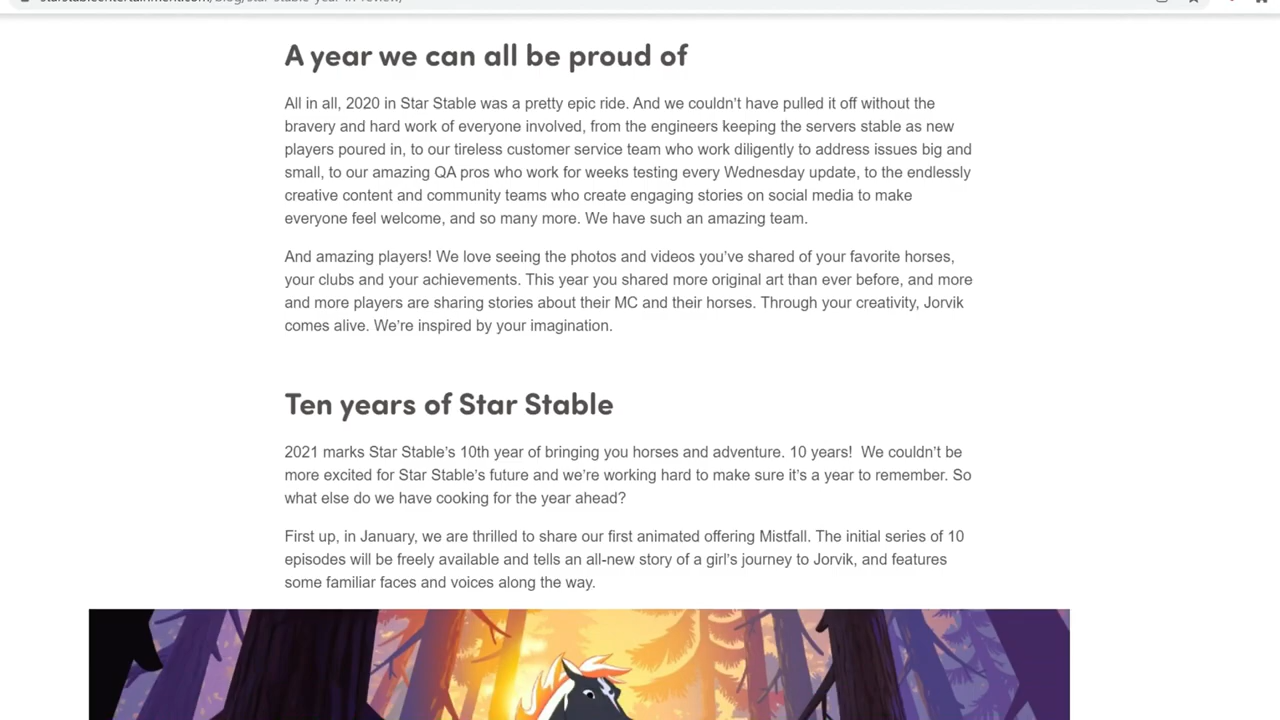 starstableentertainment.com/blog/star-stable-year-in-review/
A year we can all be proud of
All in all, 2020 in Star Stable was a pretty epic ride. And we couldn't have pulled it off without the
bravery and hard work of everyone involved, from the engineers keeping the servers stable as new
players poured in, to our tireless customer service team who work diligently to address issues big and
small, to our amazing QA pros who work for weeks testing every Wednesday update, to the endlessly
creative content and community teams who create engaging stories on social media to make
everyone feel welcome, and so many more. We have such an amazing team.
And amazing players! We love seeing the photos and videos you've shared of your favorite horses,
your clubs and your achievements. This year you shared more original art than ever before, and more
and more players are sharing stories about their MC and their horses. Through your creativity, Jorvik
comes alive. We're inspired by your imagination.
Ten years of Star Stable
2021 marks Star Stable's 10th year of bringing you horses and adventure. 10 years!  We couldn't be
more excited for Star Stable's future and we're working hard to make sure it's a year to remember. So
what else do we have cooking for the year ahead?
First up, in January, we are thrilled to share our first animated offering Mistfall. The initial series of 10
episodes will be freely available and tells an all-new story of a girl's journey to Jorvik, and features
some familiar faces and voices along the way.